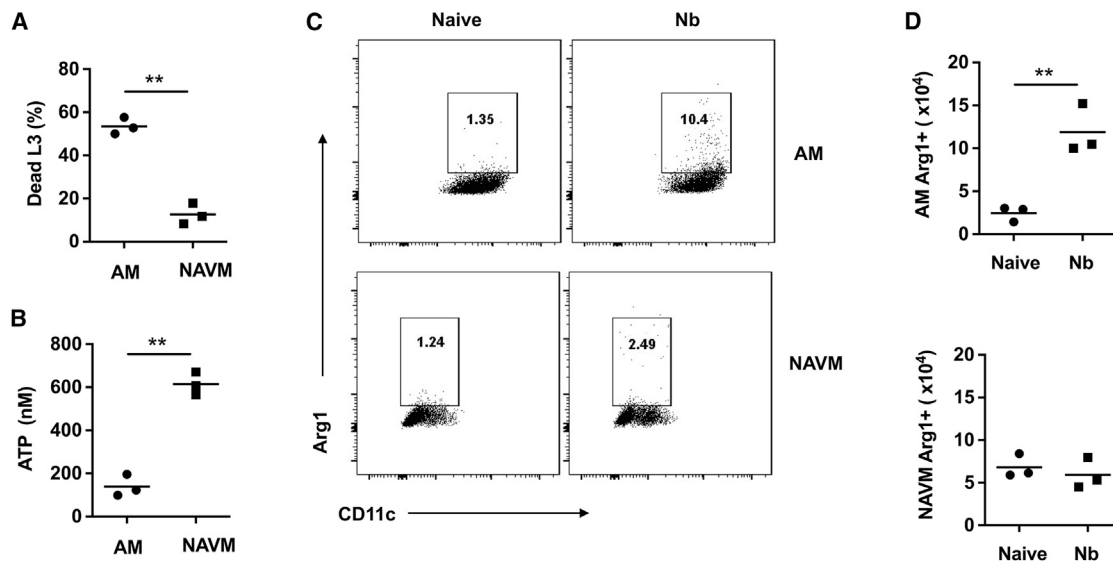 A
Dead L3 (%)
80
60
40
20
0
**
AM NAVM
B
ATP (nM)
800
600
400
200
0
**
AM NAVM
C
Naive Nb
1.35 10.4
AM
1.24 2.49
NAVM
Arg1
CD11c
D
AM Arg1+ ( x10⁴)
20
15
10
5
0
**
Naive Nb
NAVM Arg1+ ( x10⁴)
20
15
10
5
0
Naive Nb